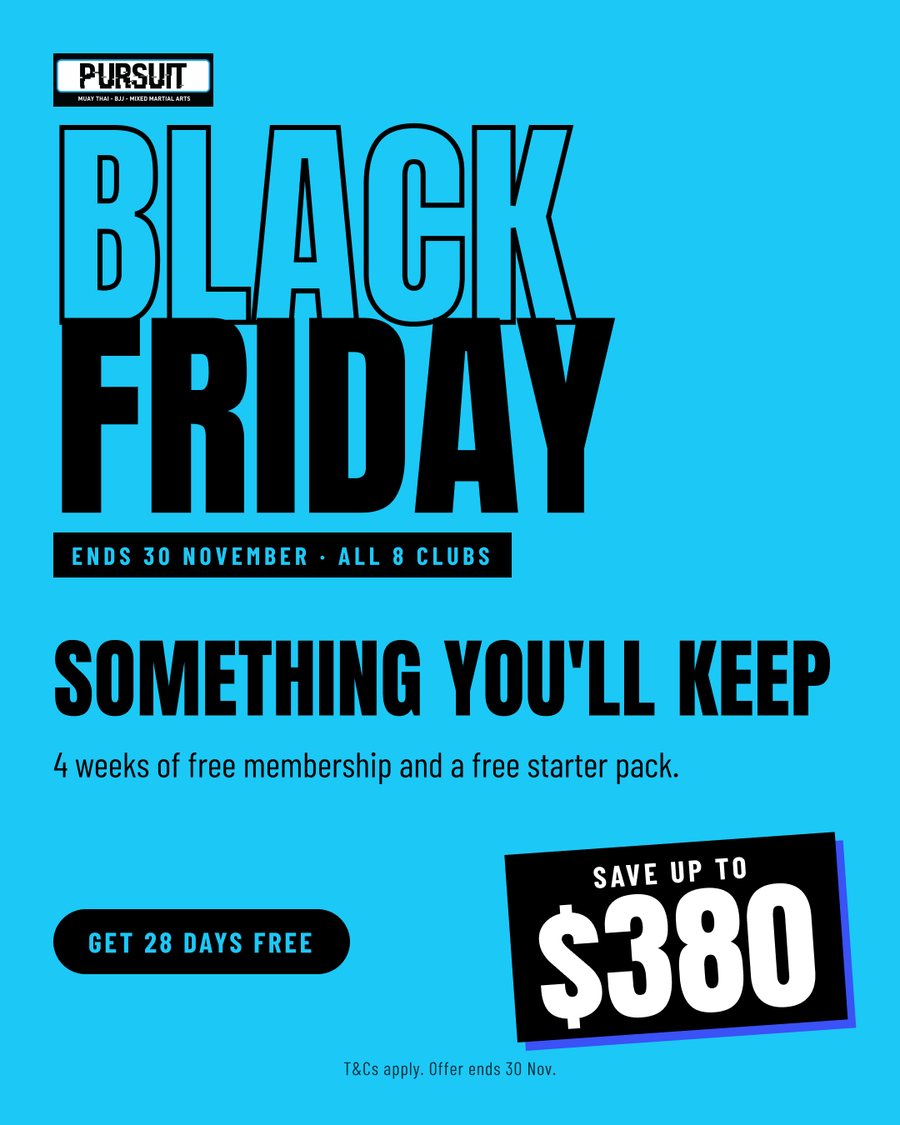 PURSUIT
MUAY THAI • BJJ • MIXED MARTIAL ARTS
BLACK
FRIDAY
ENDS 30 NOVEMBER · ALL 8 CLUBS
SOMETHING YOU'LL KEEP
4 weeks of free membership and a free starter pack.
GET 28 DAYS FREE
SAVE UP TO
$380
T&Cs apply. Offer ends 30 Nov.